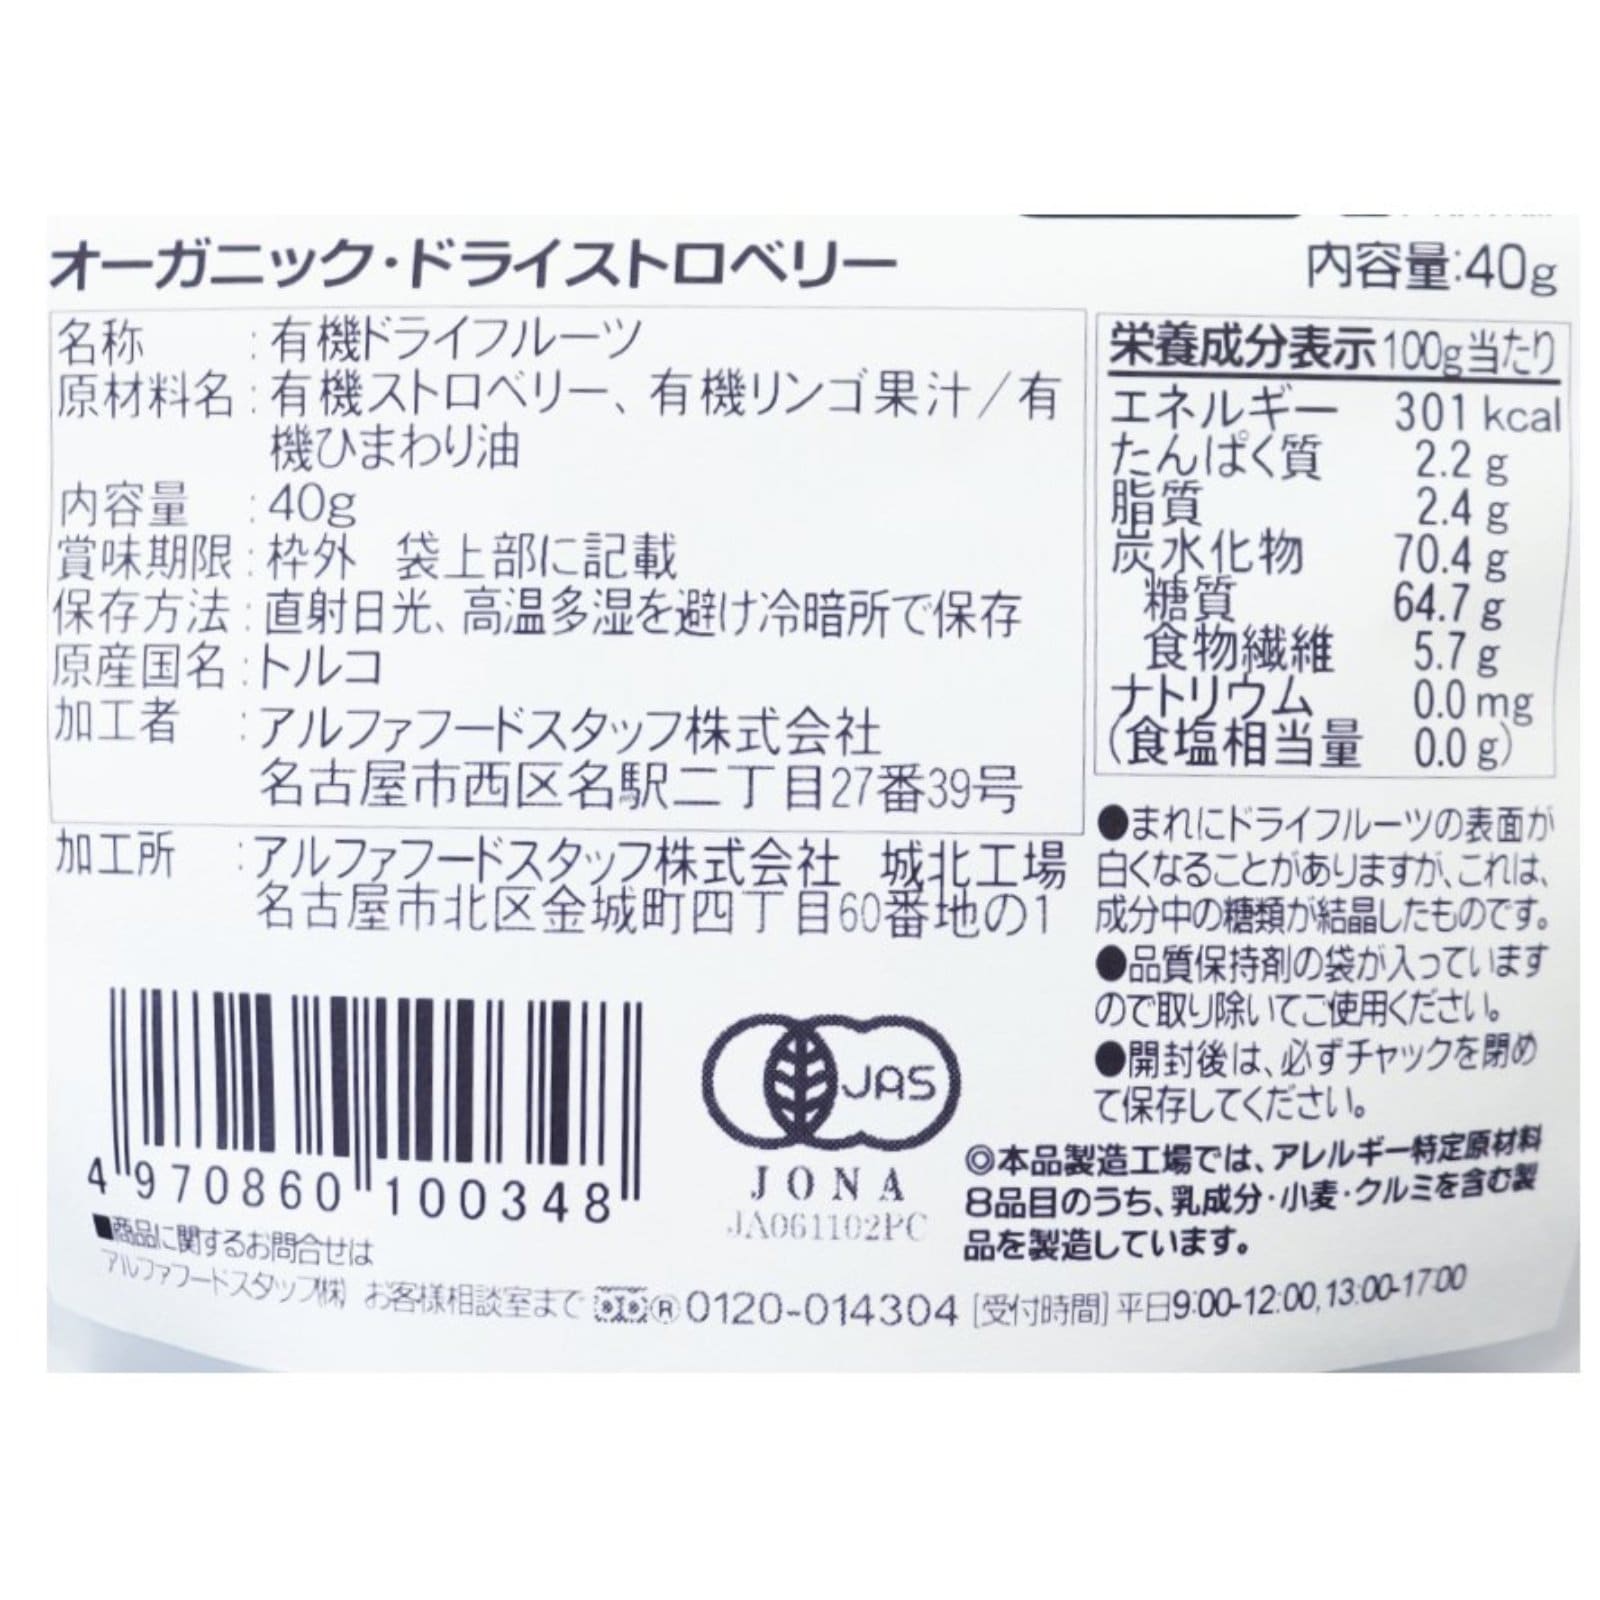 オーガニック・ドライストロベリー
内容量:40g
名称 : 有機ドライフルーツ
原材料名 : 有機ストロベリー、有機リンゴ果汁/有
機ひまわり油
内容量 : 40g
賞味期限 : 枠外 袋上部に記載
保存方法 : 直射日光、高温多湿を避け冷暗所で保存
原産国名 : トルコ
加工者 : アルファフードスタッフ株式会社
名古屋市西区名駅二丁目27番39号
加工所 : アルファフードスタッフ株式会社 城北工場
名古屋市北区金城町四丁目60番地の1
栄養成分表示100g当たり
エネルギー 301 kcal
たんぱく質 2.2 g
脂質 2.4 g
炭水化物 70.4 g
糖質 64.7 g
食物繊維 5.7 g
ナトリウム 0.0 mg
(食塩相当量 0.0 g)
●まれにドライフルーツの表面が
白くなることがありますが、これは、
成分中の糖類が結晶したものです。
●品質保持剤の袋が入っています
ので取り除いてご使用ください。
●開封後は、必ずチャックを閉め
て保存してください。
◎本品製造工場では、アレルギー特定原材料
8品目のうち、乳成分・小麦・クルミを含む製
品を製造しています。
4 970860 100348
JAS
JONA
JA061102PC
■商品に関するお問合せは
アルファフードスタッフ(株) お客様相談室まで ®0120-014304 [受付時間] 平日9:00-12:00,13:00-17:00